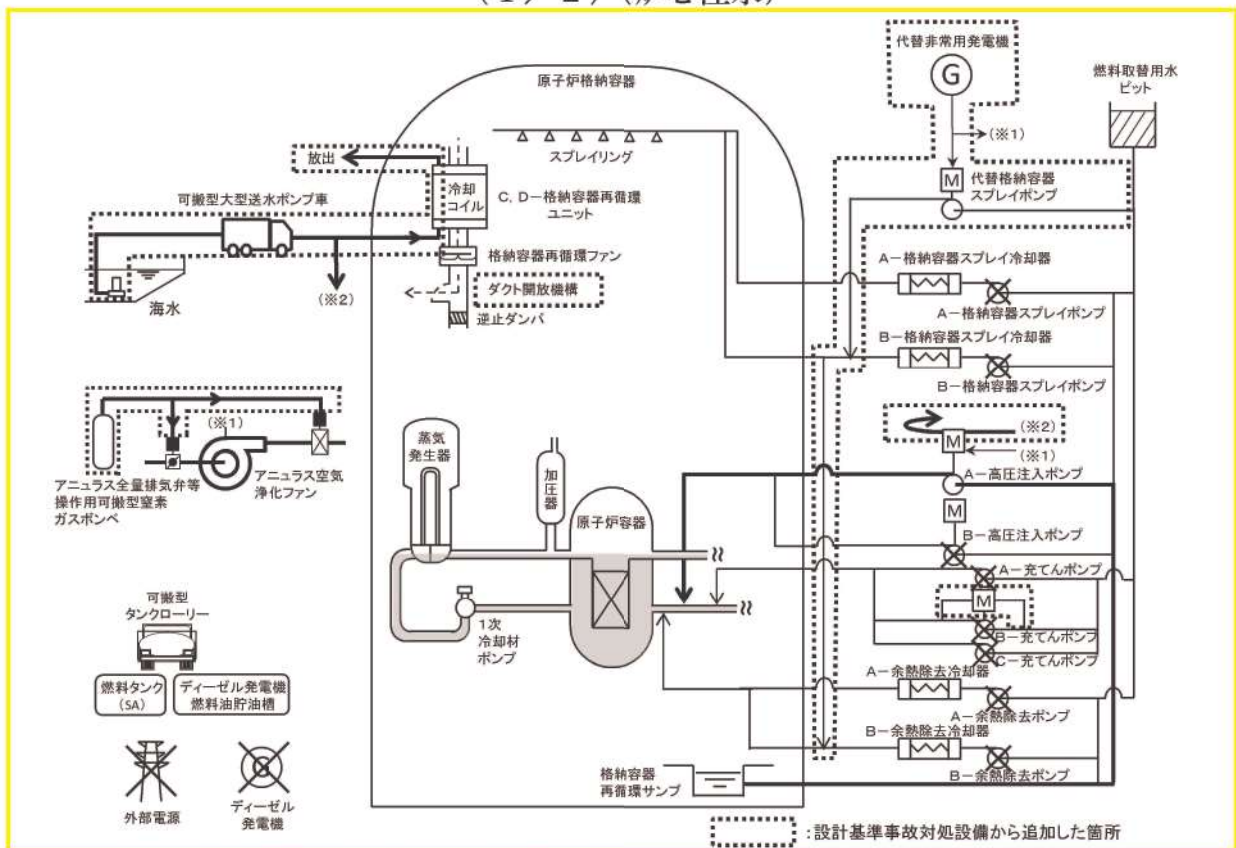 代替非常用発電機
G
燃料取替用水
ピット
原子炉格納容器
(※1)
放出
スプレイリング
M
代替格納容器
スプレイポンプ
可搬型大型送水ポンプ車
冷却
コイル
C,D-格納容器再循環
ユニット
格納容器再循環ファン
A-格納容器スプレイ冷却器
(※2)
ダクト開放機構
A-格納容器スプレイポンプ
海水
逆止ダンパ
B-格納容器スプレイ冷却器
B-格納容器スプレイポンプ
(※1)
蒸気
発生器
(※2)
M
(※1)
アニュラス全量排気弁等
操作用可搬型窒素
ガスボンベ
アニュラス空気
浄化ファン
加圧器
A-高圧注入ポンプ
原子炉容器
M
B-高圧注入ポンプ
A-充てんポンプ
M
可搬型
タンクローリー
1次
冷却材
ポンプ
B-充てんポンプ
C-充てんポンプ
燃料タンク
(SA)
ディーゼル発電機
燃料油貯油槽
A-余熱除去冷却器
A-余熱除去ポンプ
B-余熱除去冷却器
B-余熱除去ポンプ
格納容器
再循環サンプ
外部電源
ディーゼル
発電機
:設計基準事故対処設備から追加した箇所